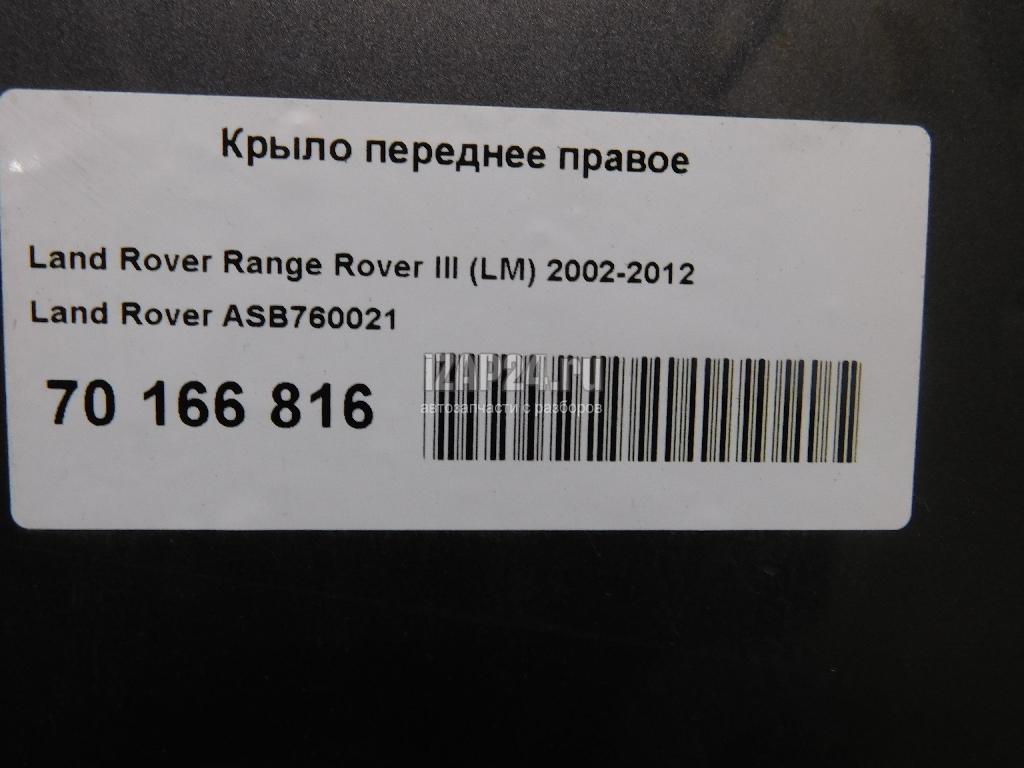 Крыло переднее правое
Land Rover Range Rover III (LM) 2002-2012
Land Rover ASB760021
70 166 816
iZAP24.ru
автозапчасти с разборов